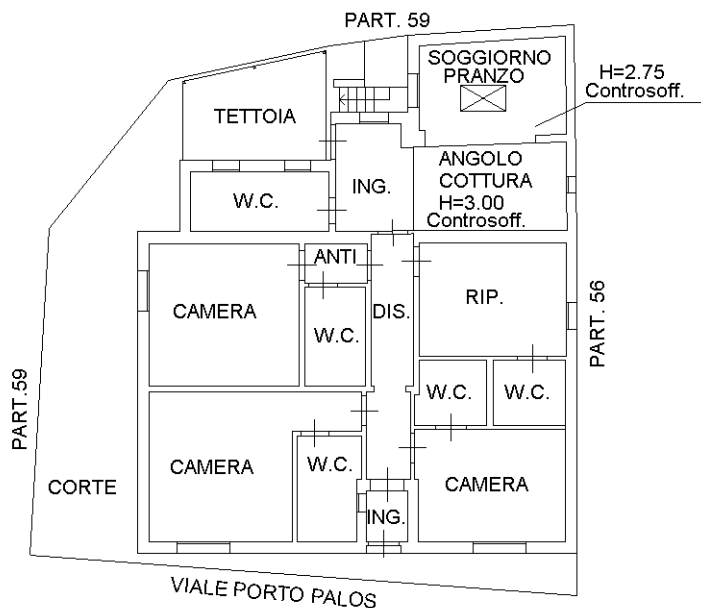 PART. 59
SOGGIORNO
PRANZO
H=2.75
Controsoff.
TETTOIA
ANGOLO
COTTURA
H=3.00
Controsoff.
ING.
W.C.
ANTI
CAMERA
DIS.
RIP.
W.C.
PART. 56
PART.59
W.C.
W.C.
CAMERA
W.C.
CORTE
CAMERA
ING.
VIALE PORTO PALOS